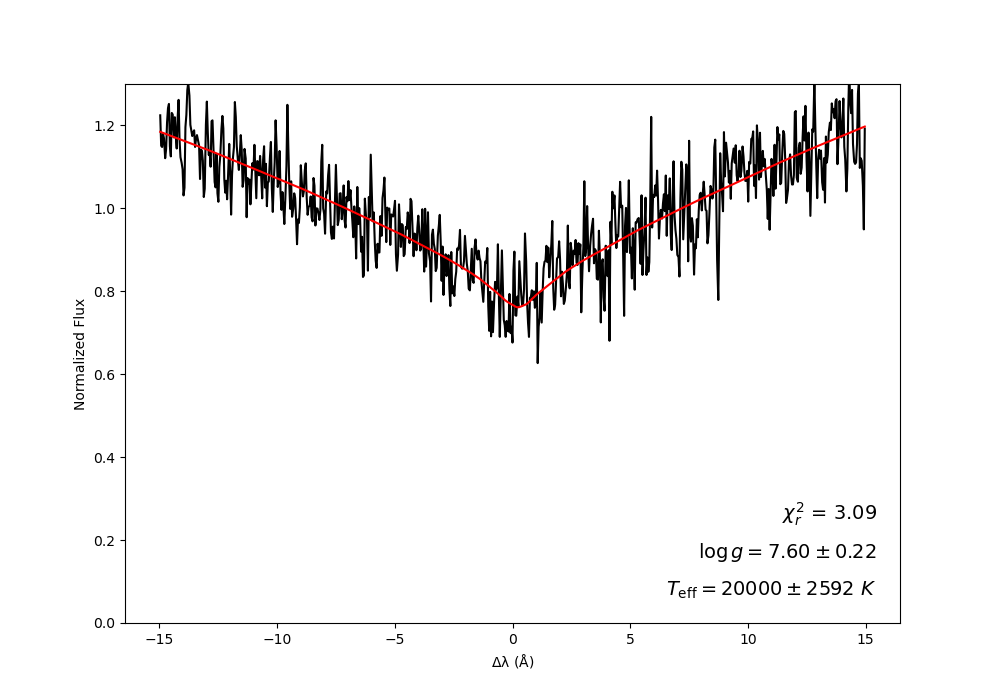 1.2
1.0
0.8
0.6
0.4
0.2
0.0
Normalized Flux
χ²ᵣ = 3.09
log g = 7.60 ± 0.22
T_eff = 20000 ± 2592 K
−15 −10 −5 0 5 10 15
Δλ (Å)